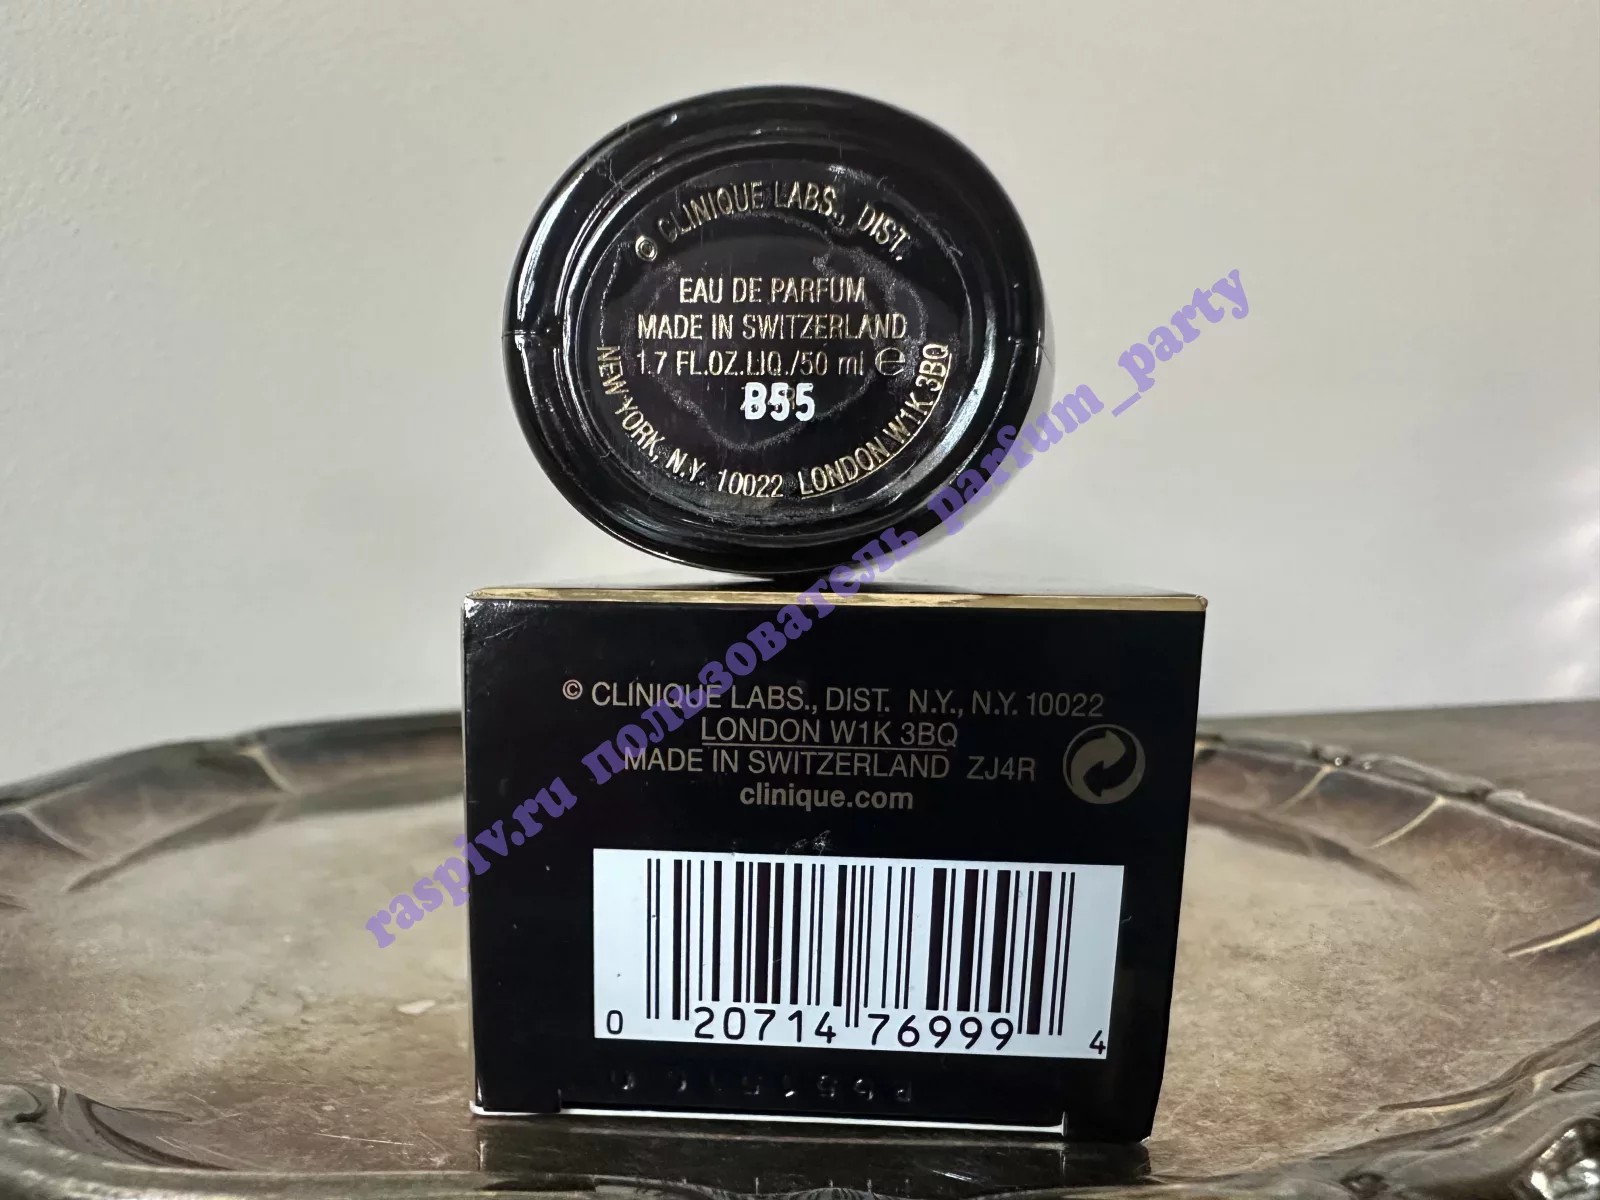 © CLINIQUE LABS., DIST.
EAU DE PARFUM
MADE IN SWITZERLAND
1.7 FL.OZ.LIQ./50 ml ℮
B55
NEW YORK, N.Y. 10022 LONDON W1K 3BQ
© CLINIQUE LABS., DIST. N.Y., N.Y. 10022
LONDON W1K 3BQ
MADE IN SWITZERLAND ZJ4R
clinique.com
0 20714 76999 4
raspiv.ru пользователь parfum_party